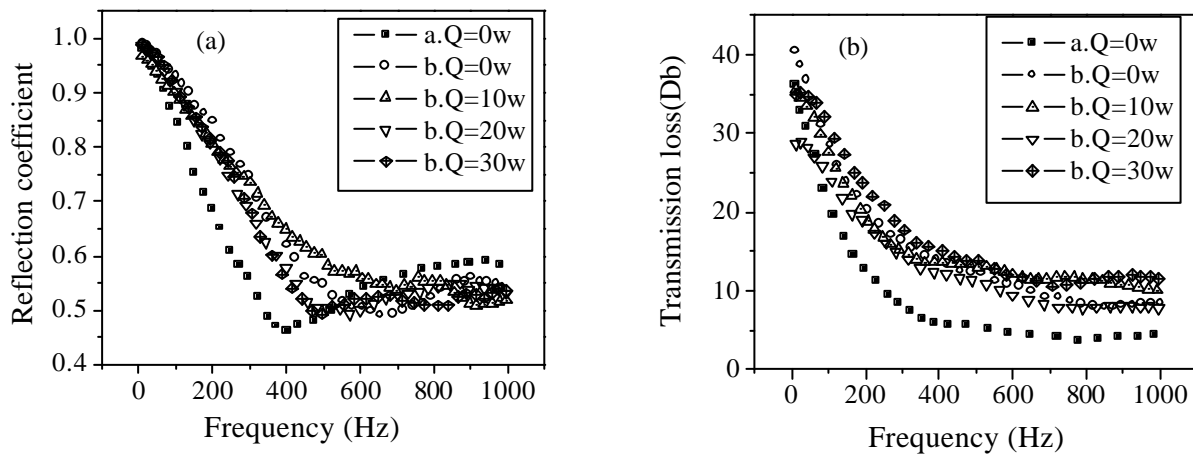 (a)
a.Q=0w
b.Q=0w
b.Q=10w
b.Q=20w
b.Q=30w
1.0
0.9
0.8
0.7
0.6
0.5
0.4
Reflection coefficient
0 200 400 600 800 1000
Frequency (Hz)
(b)
a.Q=0w
b.Q=0w
b.Q=10w
b.Q=20w
b.Q=30w
40
30
20
10
0
Transmission loss(Db)
0 200 400 600 800 1000
Frequency (Hz)